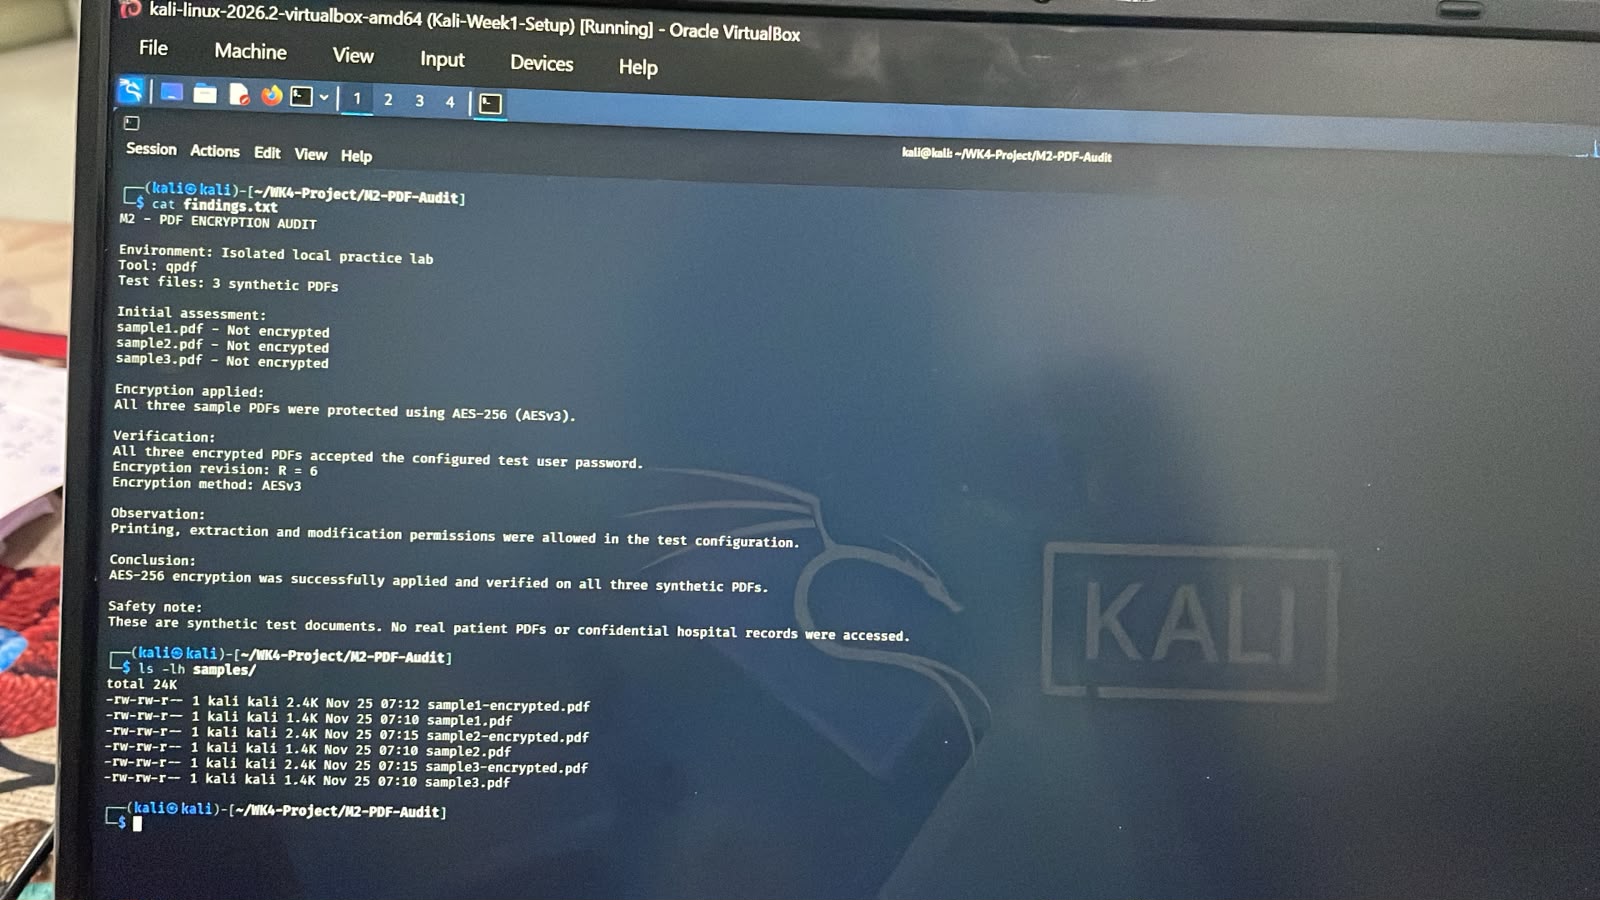 kali-linux-2026.2-virtualbox-amd64 (Kali-Week1-Setup) [Running] - Oracle VirtualBox
File Machine View Input Devices Help
1 2 3 4
Session Actions Edit View Help
kali@kali: ~/WK4-Project/M2-PDF-Audit
┌──(kali㉿kali)-[~/WK4-Project/M2-PDF-Audit]
└─$ cat findings.txt
M2 - PDF ENCRYPTION AUDIT
Environment: Isolated local practice lab
Tool: qpdf
Test files: 3 synthetic PDFs
Initial assessment:
sample1.pdf - Not encrypted
sample2.pdf - Not encrypted
sample3.pdf - Not encrypted
Encryption applied:
All three sample PDFs were protected using AES-256 (AESv3).
Verification:
All three encrypted PDFs accepted the configured test user password.
Encryption revision: R = 6
Encryption method: AESv3
Observation:
Printing, extraction and modification permissions were allowed in the test configuration.
Conclusion:
AES-256 encryption was successfully applied and verified on all three synthetic PDFs.
Safety note:
These are synthetic test documents. No real patient PDFs or confidential hospital records were accessed.
┌──(kali㉿kali)-[~/WK4-Project/M2-PDF-Audit]
└─$ ls -lh samples/
total 24K
-rw-rw-r-- 1 kali kali 2.4K Nov 25 07:12 sample1-encrypted.pdf
-rw-rw-r-- 1 kali kali 1.4K Nov 25 07:10 sample1.pdf
-rw-rw-r-- 1 kali kali 2.4K Nov 25 07:15 sample2-encrypted.pdf
-rw-rw-r-- 1 kali kali 1.4K Nov 25 07:10 sample2.pdf
-rw-rw-r-- 1 kali kali 2.4K Nov 25 07:15 sample3-encrypted.pdf
-rw-rw-r-- 1 kali kali 1.4K Nov 25 07:10 sample3.pdf
┌──(kali㉿kali)-[~/WK4-Project/M2-PDF-Audit]
└─$
KALI